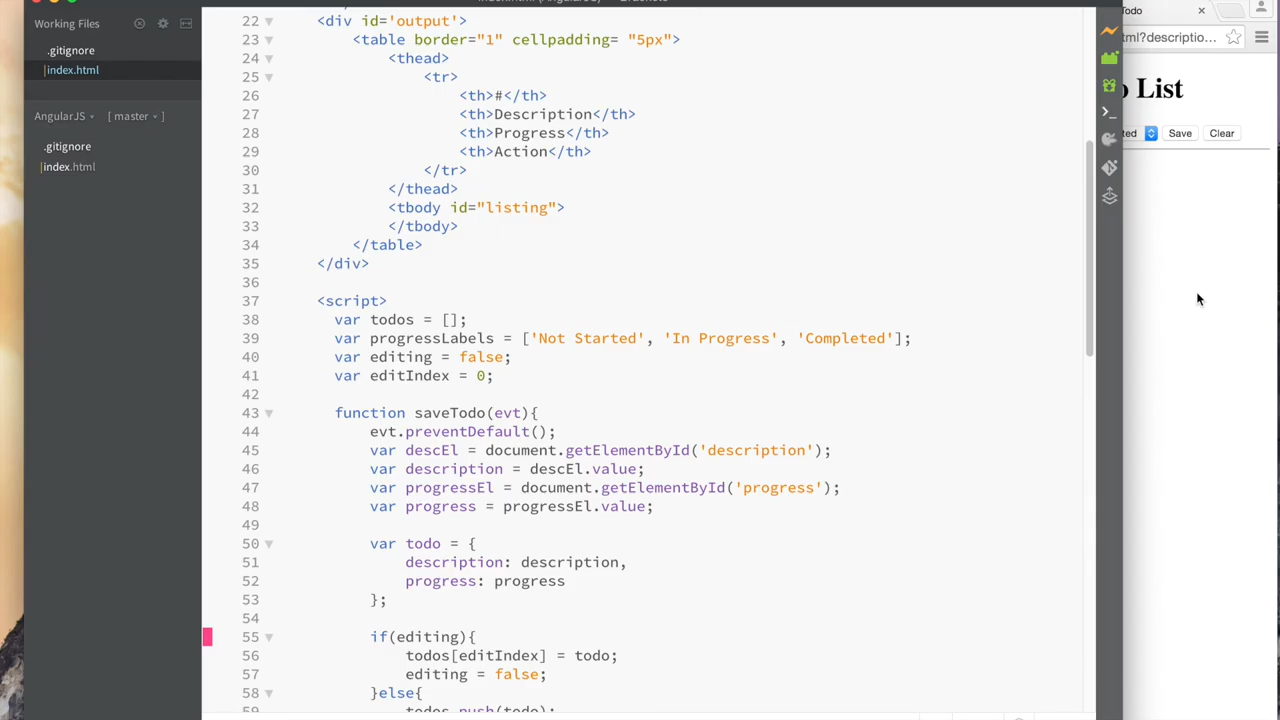 Working Files
.gitignore
index.html
AngularJS [ master ]
.gitignore
index.html
22 <div id='output'>
23 <table border="1" cellpadding= "5px">
24 <thead>
25 <tr>
26 <th>#</th>
27 <th>Description</th>
28 <th>Progress</th>
29 <th>Action</th>
30 </tr>
31 </thead>
32 <tbody id="listing">
33 </tbody>
34 </table>
35 </div>
36
37 <script>
38 var todos = [];
39 var progressLabels = ['Not Started', 'In Progress', 'Completed'];
40 var editing = false;
41 var editIndex = 0;
42
43 function saveTodo(evt){
44 evt.preventDefault();
45 var descEl = document.getElementById('description');
46 var description = descEl.value;
47 var progressEl = document.getElementById('progress');
48 var progress = progressEl.value;
49
50 var todo = {
51 description: description,
52 progress: progress
53 };
54
55 if(editing){
56 todos[editIndex] = todo;
57 editing = false;
58 }else{
59 todos.push(todo);
Todo
html?descriptio...
o List
ted Save Clear